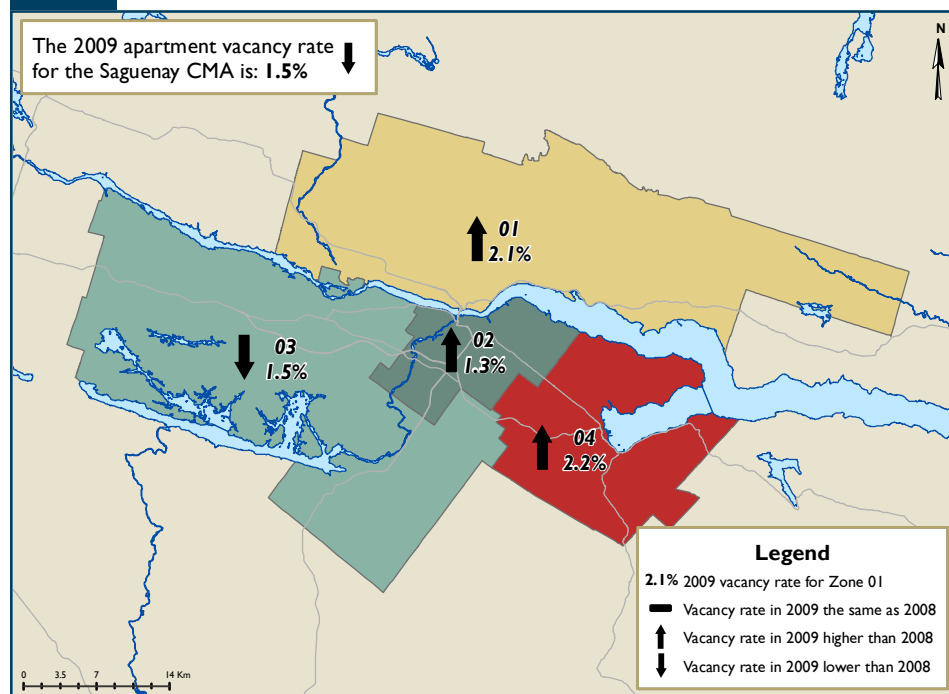 The 2009 apartment vacancy rate
for the Saguenay CMA is: 1.5%
N
01
2.1%
02
1.3%
03
1.5%
04
2.2%
Legend
2.1% 2009 vacancy rate for Zone 01
Vacancy rate in 2009 the same as 2008
Vacancy rate in 2009 higher than 2008
Vacancy rate in 2009 lower than 2008
0 3.5 7 14 Km